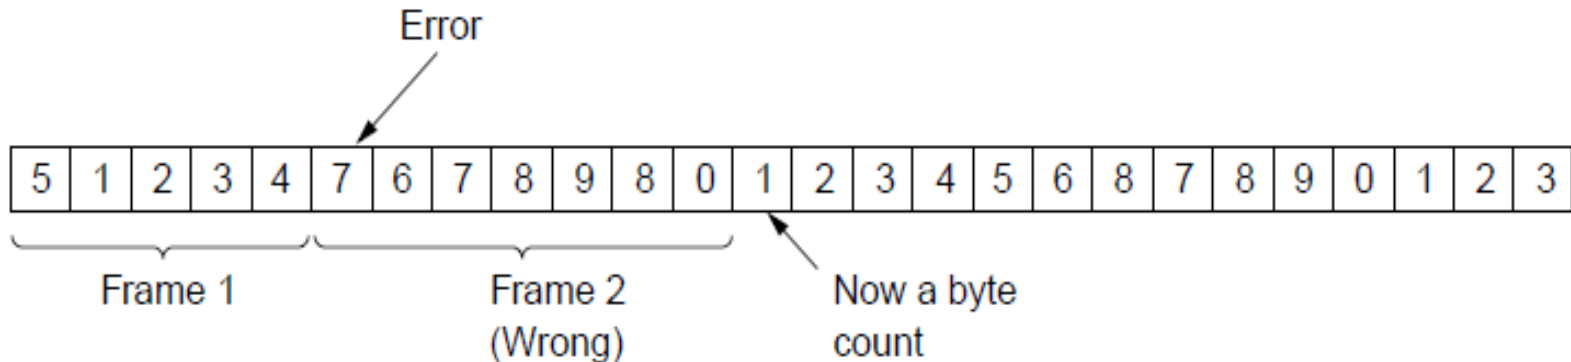 Error
5 1 2 3 4 7 6 7 8 9 8 0 1 2 3 4 5 6 8 7 8 9 0 1 2 3
Frame 1 Frame 2 Now a byte
(Wrong) count